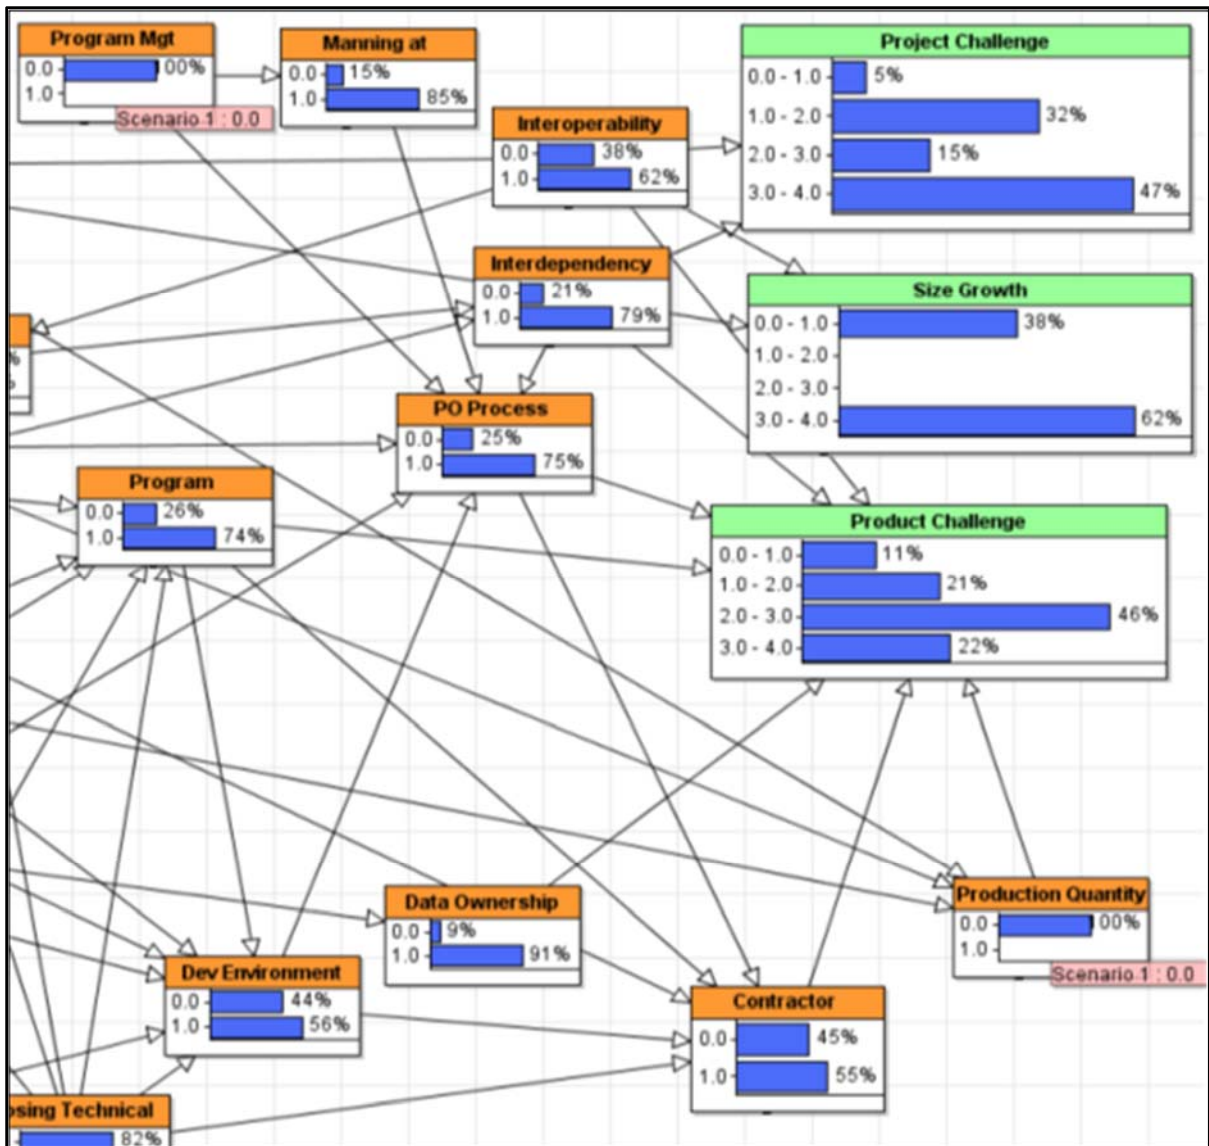 Program Mgt
0.0 00%
1.0
Scenario 1 : 0.0
Manning at
0.0 15%
1.0 85%
Interoperability
0.0 38%
1.0 62%
Project Challenge
0.0 - 1.0 5%
1.0 - 2.0 32%
2.0 - 3.0 15%
3.0 - 4.0 47%
Interdependency
0.0 21%
1.0 79%
Size Growth
0.0 - 1.0 38%
1.0 - 2.0
2.0 - 3.0
3.0 - 4.0 62%
%
PO Process
0.0 25%
1.0 75%
Program
0.0 26%
1.0 74%
Product Challenge
0.0 - 1.0 11%
1.0 - 2.0 21%
2.0 - 3.0 46%
3.0 - 4.0 22%
Data Ownership
0.0 9%
1.0 91%
Production Quantity
0.0 00%
1.0
Scenario 1 : 0.0
Dev Environment
0.0 44%
1.0 56%
Contractor
0.0 45%
1.0 55%
osing Technical
82%